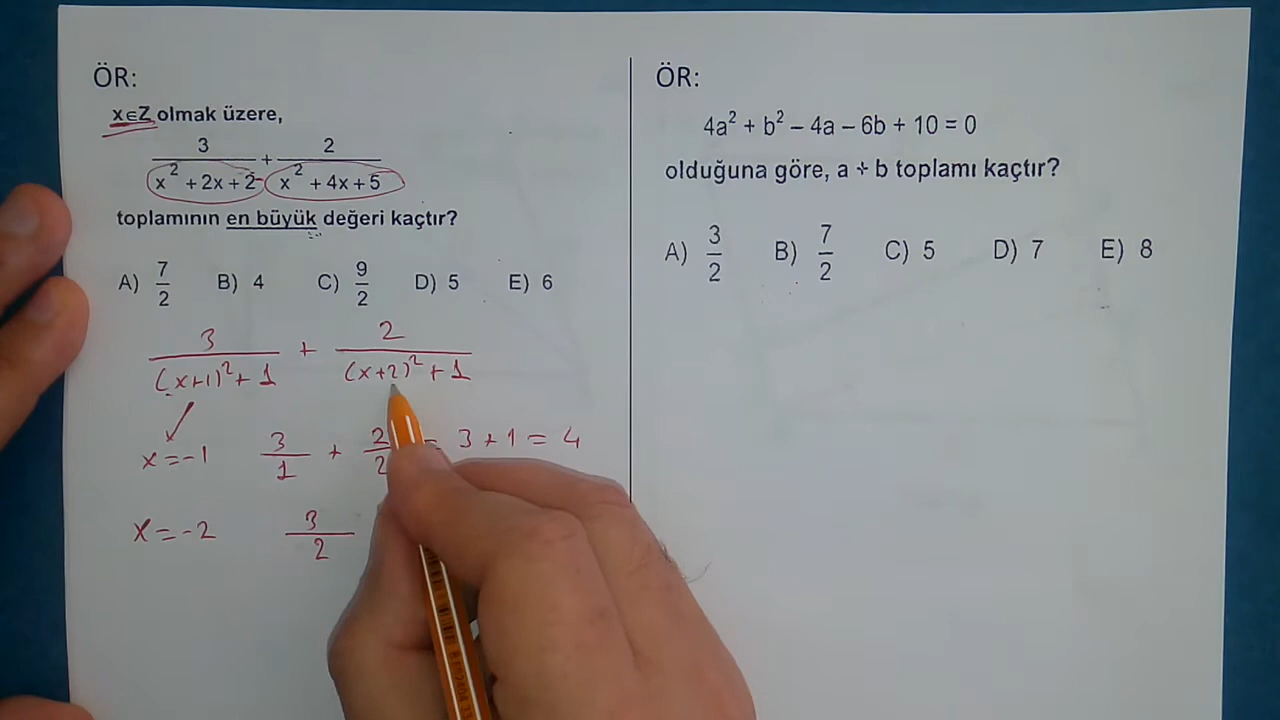 ÖR:
x∈Z olmak üzere,
3/(x² + 2x + 2) + 2/(x² + 4x + 5)
toplamının en büyük değeri kaçtır?
A) 7/2 B) 4 C) 9/2 D) 5 E) 6
3/((x+1)² + 1) + 2/((x+2)² + 1)
x = -1 3/1 + 2/2 = 3 + 1 = 4
x = -2 3/2
ÖR:
4a² + b² – 4a – 6b + 10 = 0
olduğuna göre, a + b toplamı kaçtır?
A) 3/2 B) 7/2 C) 5 D) 7 E) 8